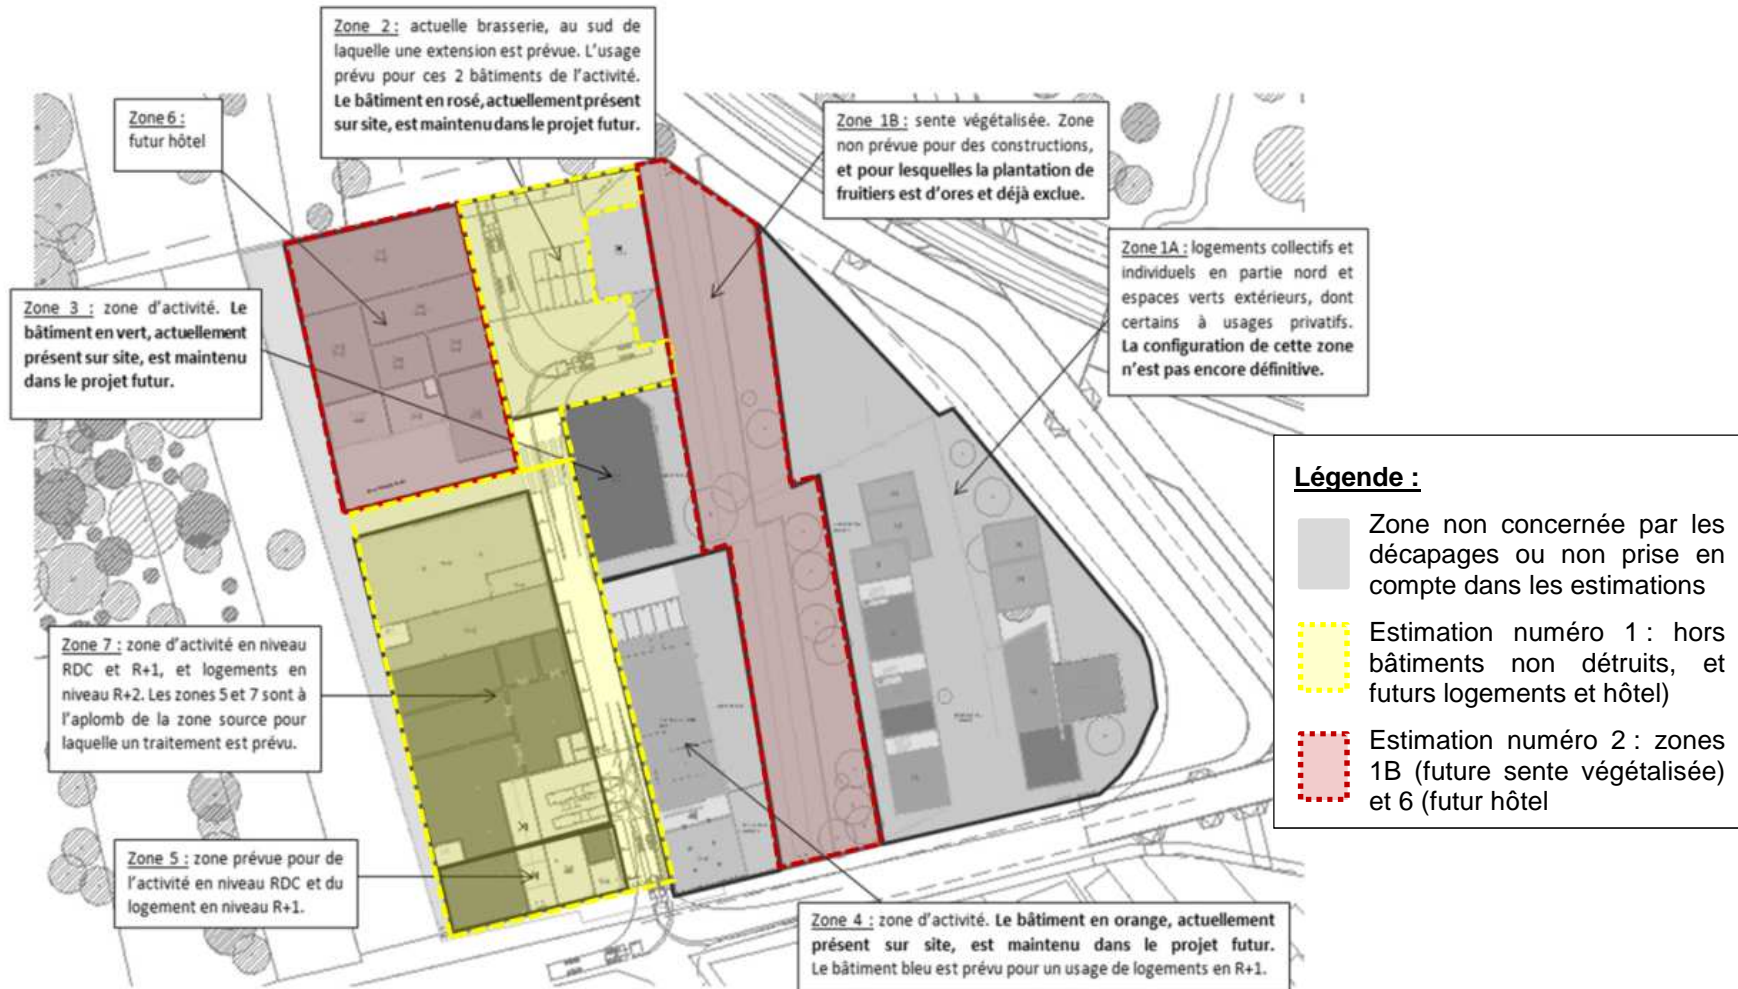 Zone 2 : actuelle brasserie, au sud de
laquelle une extension est prévue. L'usage
prévu pour ces 2 bâtiments de l'activité.
Le bâtiment en rosé, actuellement présent
sur site, est maintenu dans le projet futur.
Zone 6 :
futur hôtel
Zone 1B : sente végétalisée. Zone
non prévue pour des constructions,
et pour lesquelles la plantation de
fruitiers est d'ores et déjà exclue.
Zone 1A : logements collectifs et
individuels en partie nord et
espaces verts extérieurs, dont
certains à usages privatifs.
La configuration de cette zone
n'est pas encore définitive.
Zone 3 : zone d'activité. Le
bâtiment en vert, actuellement
présent sur site, est maintenu
dans le projet futur.
Légende :
Zone non concernée par les
décapages ou non prise en
compte dans les estimations
Estimation numéro 1 : hors
bâtiments non détruits, et
futurs logements et hôtel)
Estimation numéro 2 : zones
1B (future sente végétalisée)
et 6 (futur hôtel
Zone 7 : zone d'activité en niveau
RDC et R+1, et logements en
niveau R+2. Les zones 5 et 7 sont à
l'aplomb de la zone source pour
laquelle un traitement est prévu.
Zone 5 : zone prévue pour de
l'activité en niveau RDC et du
logement en niveau R+1.
Zone 4 : zone d'activité. Le bâtiment en orange, actuellement
présent sur site, est maintenu dans le projet futur.
Le bâtiment bleu est prévu pour un usage de logements en R+1.